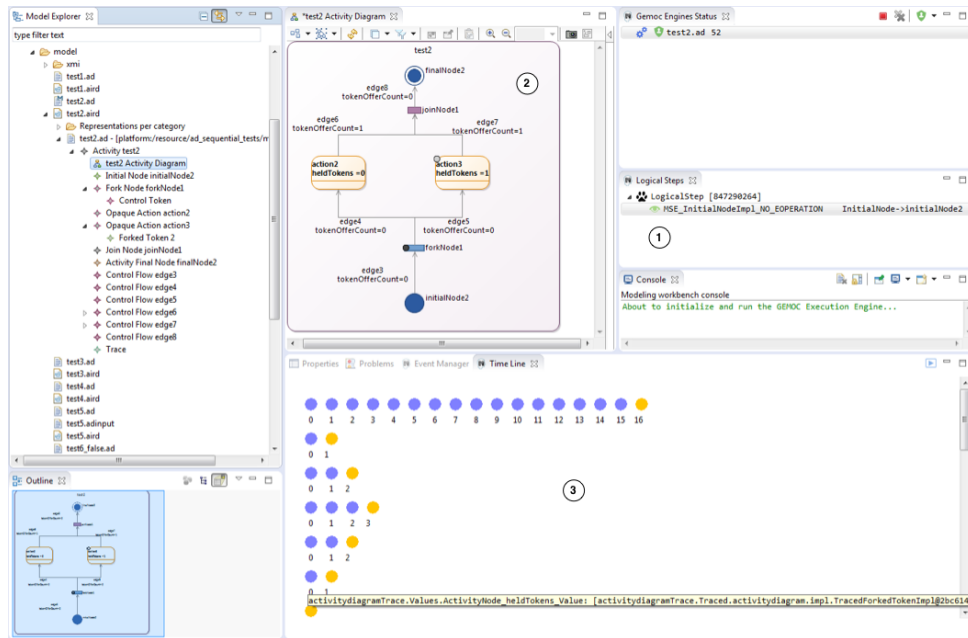 Model Explorer
type filter text
model
xmi
test1.ad
test1.aird
test2.ad
test2.aird
Representations per category
test2.ad - [platform:/resource/ad_sequential_tests/m
Activity test2
test2 Activity Diagram
Initial Node initialNode2
Fork Node forkNode1
Control Token
Opaque Action action2
Opaque Action action3
Forked Token 2
Join Node joinNode1
Activity Final Node finalNode2
Control Flow edge3
Control Flow edge4
Control Flow edge5
Control Flow edge6
Control Flow edge7
Control Flow edge8
Trace
test3.ad
test3.aird
test4.ad
test4.aird
test5.ad
test5.adinput
test5.aird
test6_false.ad
Outline
*test2 Activity Diagram
test2
finalNode2
2
edge8
tokenOfferCount=0
joinNode1
edge6
tokenOfferCount=1
edge7
tokenOfferCount=1
action2
heldTokens =0
action3
heldTokens =1
edge4
tokenOfferCount=0
edge5
tokenOfferCount=0
forkNode1
edge3
tokenOfferCount=0
initialNode2
Gemoc Engines Status
test2.ad 52
Logical Steps
LogicalStep [847290264]
MSE_InitialNodeImpl_NO_EOPERATION InitialNode->initialNode2
1
Console
Modeling workbench console
About to initialize and run the GEMOC Execution Engine...
Properties Problems Event Manager Time Line
0 1 2 3 4 5 6 7 8 9 10 11 12 13 14 15 16
0 1
0 1 2
3
0 1 2 3
0 1 2
0 1
activitydiagramTrace.Values.ActivityNode_heldTokens_Value: [activitydiagramTrace.Traced.activitydiagram.impl.TracedForkedTokenImpl@2bc614